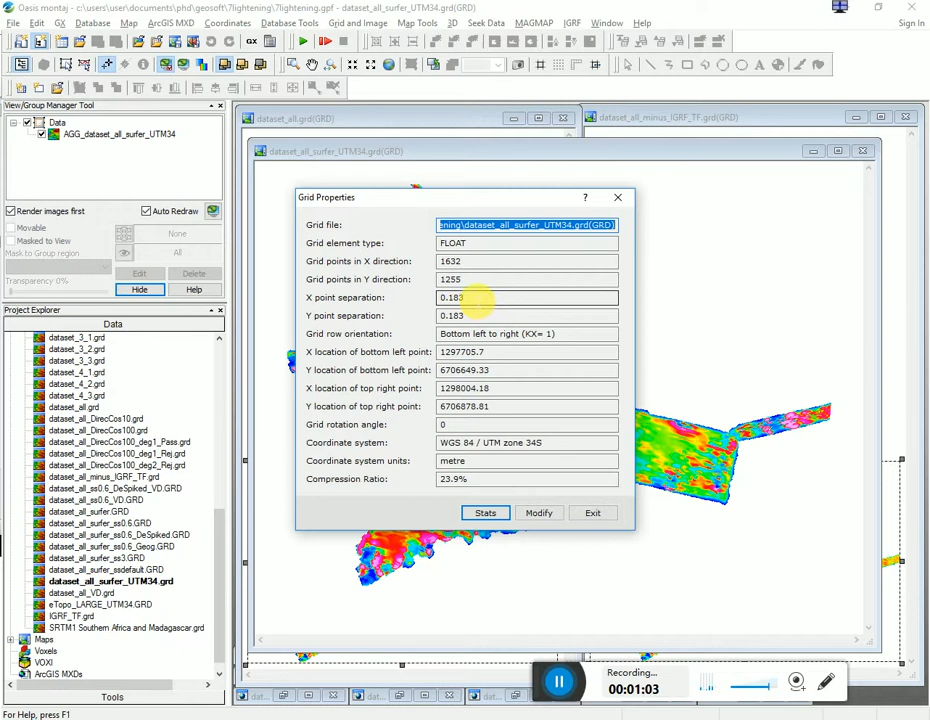 Oasis montaj - c:\users\user\documents\phd\geosoft\7lightening\7lightening.gpf - dataset_all_surfer_UTM34.grd(GRD)
File Edit GX Database Database Tools Map ArcGIS MXD Coordinates Database Tools Grid and Image Map Tools 3D Seek Data MAGMAP IGRF Window Help Sign In
GX
View/Group Manager Tool
Data
AGG_dataset_all_surfer_UTM34
Render images first Auto Redraw
Movable
None
Masked to View
Mask to Group region
All
Transparency 0%
Edit Delete
Hide Help
Project Explorer
Data
dataset_3_1.grd
dataset_3_2.grd
dataset_3_3.grd
dataset_4_1.grd
dataset_4_2.grd
dataset_4_3.grd
dataset_all.grd
dataset_all_DirecCos10.grd
dataset_all_DirecCos100.grd
dataset_all_DirecCos100_deg1_Pass.grd
dataset_all_DirecCos100_deg1_Rej.grd
dataset_all_DirecCos100_deg2_Rej.grd
dataset_all_minus_IGRF_TF.grd
dataset_all_ss0.6_DeSpiked_VD.GRD
dataset_all_ss0.6_VD.GRD
dataset_all_surfer.GRD
dataset_all_surfer_ss0.6.GRD
dataset_all_surfer_ss0.6_DeSpiked.GRD
dataset_all_surfer_ss0.6_Geog.GRD
dataset_all_surfer_ss3.GRD
dataset_all_surfer_ssdefault.GRD
dataset_all_surfer_UTM34.grd
dataset_all_VD.grd
eTopo_LARGE_UTM34.GRD
IGRF_TF.grd
SRTM1 Southern Africa and Madagascar.grd
Maps
Voxels
VOXI
ArcGIS MXDs
Tools
dataset_all.grd(GRD)
dataset_all_minus_IGRF_TF.grd(GRD)
dataset_all_surfer_UTM34.grd(GRD)
Grid Properties
Grid file: ening\dataset_all_surfer_UTM34.grd(GRD)
Grid element type: FLOAT
Grid points in X direction: 1632
Grid points in Y direction: 1255
X point separation: 0.183
Y point separation: 0.183
Grid row orientation: Bottom left to right (KX= 1)
X location of bottom left point: 1297705.7
Y location of bottom left point: 6706649.33
X location of top right point: 1298004.18
Y location of top right point: 6706878.81
Grid rotation angle: 0
Coordinate system: WGS 84 / UTM zone 34S
Coordinate system units: metre
Compression Ratio: 23.9%
Stats Modify Exit
dat... dat... dat...
Recording...
00:01:03
For Help, press F1